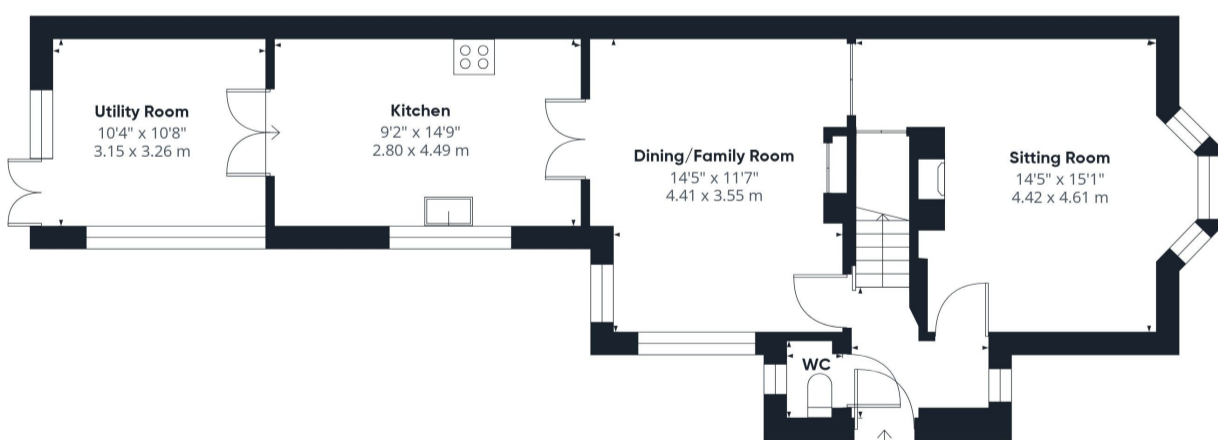 Utility Room
10'4" x 10'8"
3.15 x 3.26 m
Kitchen
9'2" x 14'9"
2.80 x 4.49 m
Dining/Family Room
14'5" x 11'7"
4.41 x 3.55 m
Sitting Room
14'5" x 15'1"
4.42 x 4.61 m
WC